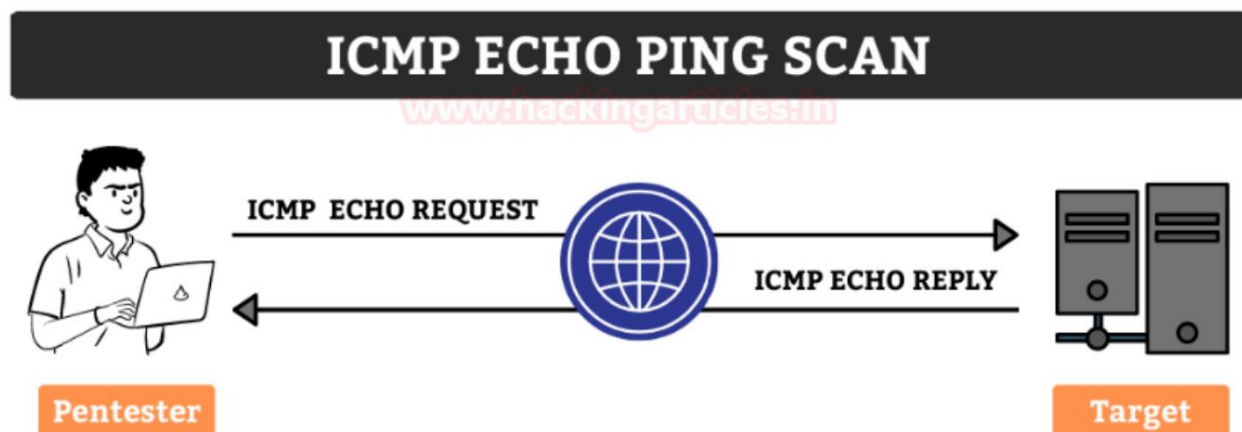 ICMP ECHO PING SCAN
www.hackingarticles.in
ICMP ECHO REQUEST
ICMP ECHO REPLY
Pentester
Target